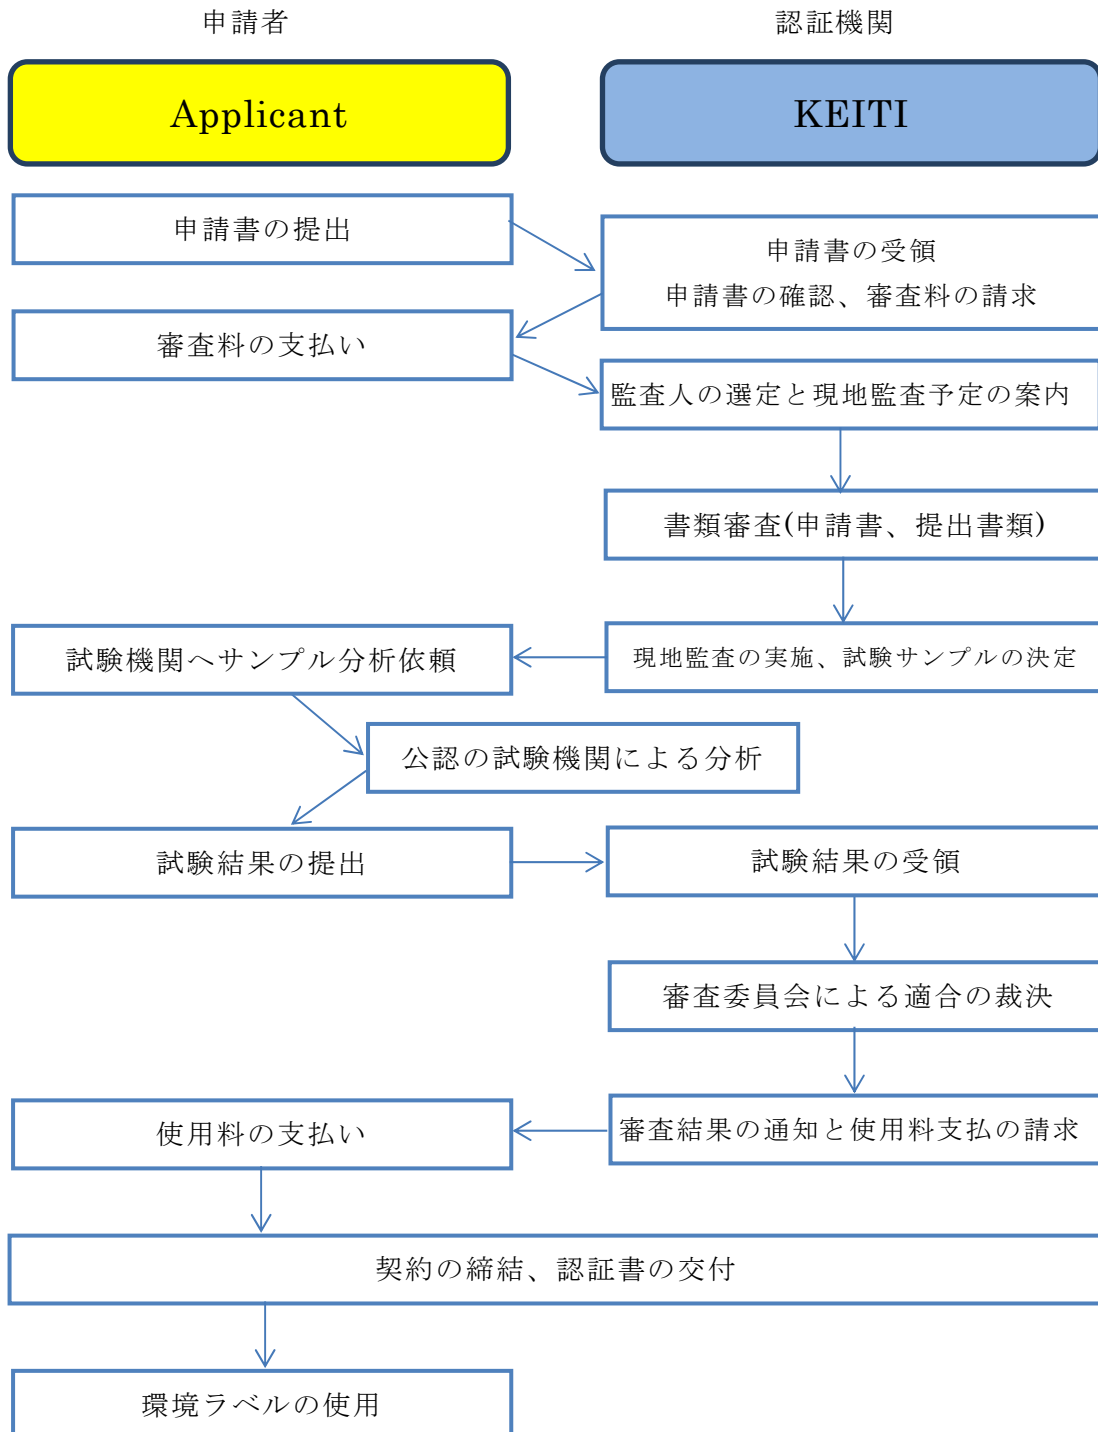 申請者
認証機関
Applicant
KEITI
申請書の提出
申請書の受領
申請書の確認、審査料の請求
審査料の支払い
監査人の選定と現地監査予定の案内
書類審査(申請書、提出書類)
試験機関へサンプル分析依頼
現地監査の実施、試験サンプルの決定
公認の試験機関による分析
試験結果の提出
試験結果の受領
審査委員会による適合の裁決
使用料の支払い
審査結果の通知と使用料支払の請求
契約の締結、認証書の交付
環境ラベルの使用